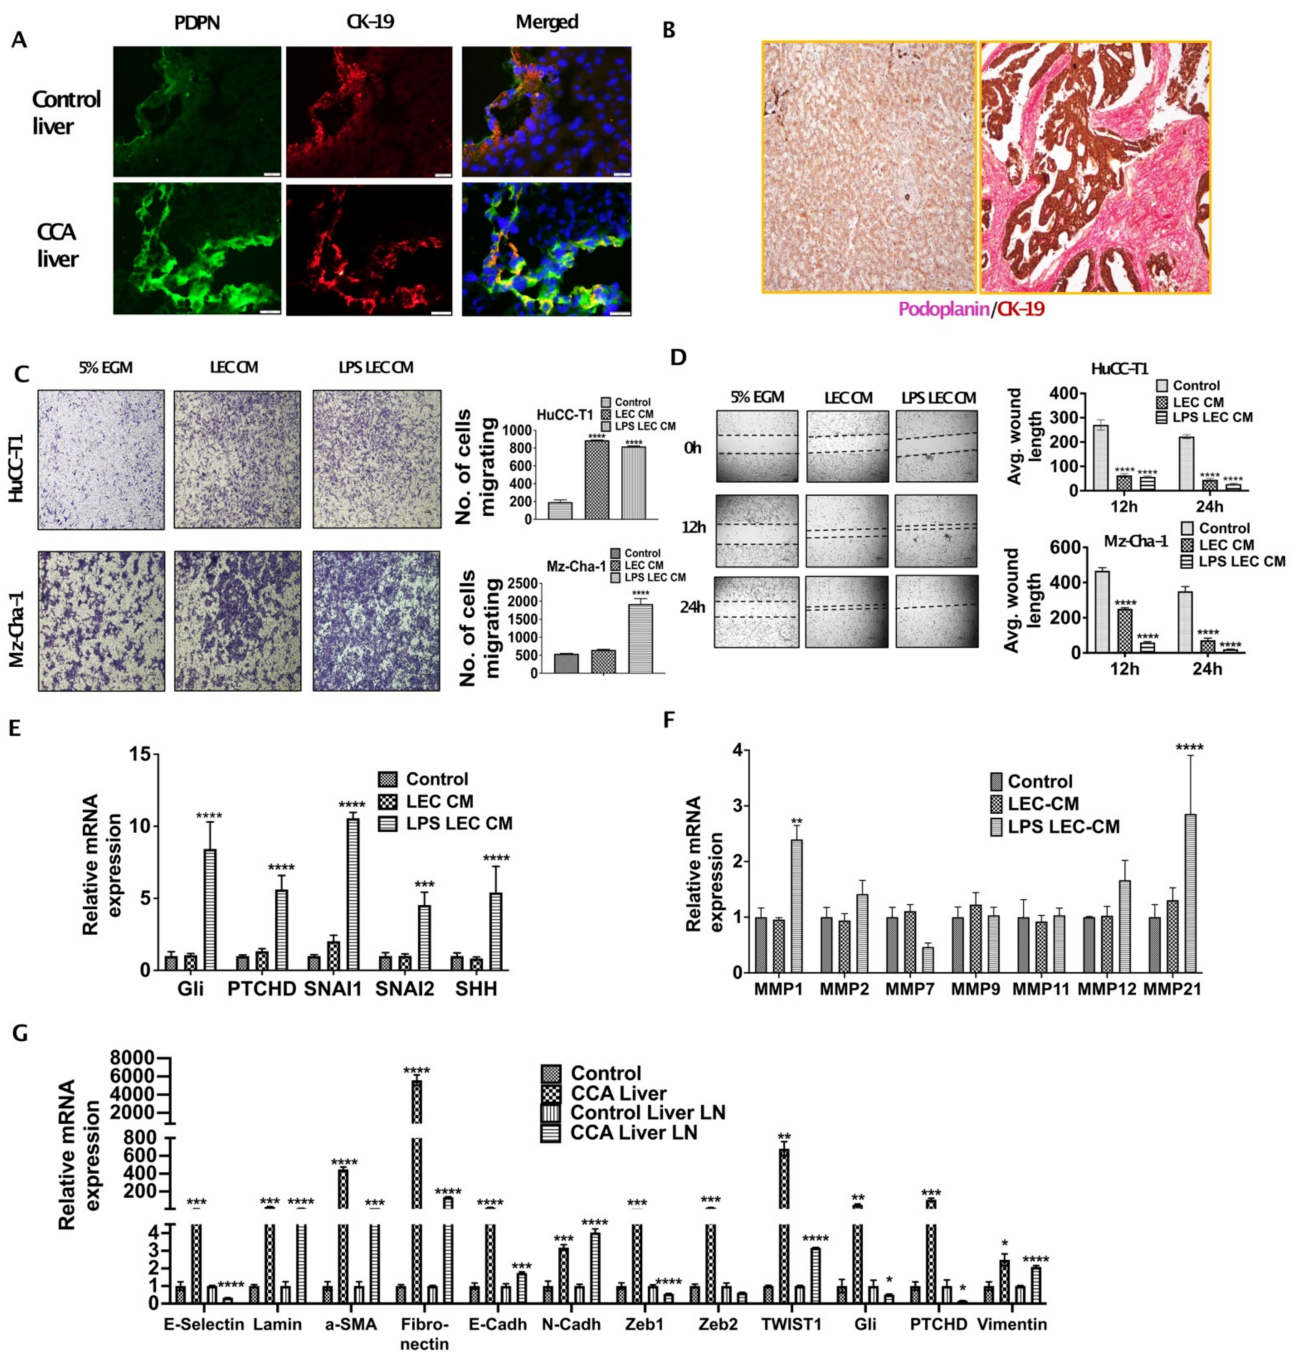 A
PDPN
CK-19
Merged
Control
liver
CCA
liver
B
Podoplanin/CK-19
C
5% EGM
LEC CM
LPS LEC CM
HuCC-T1
Mz-Cha-1
No. of cells
migrating
HuCC-T1
Control
LEC CM
LPS LEC CM
1000
800
600
400
200
0
****
****
No. of cells
migrating
Mz-Cha-1
Control
LEC CM
LPS LEC CM
2500
2000
1500
1000
500
0
****
D
5% EGM
LEC CM
LPS LEC CM
0h
12h
24h
HuCC-T1
Control
LEC CM
LPS LEC CM
Avg. wound
length
400
300
200
100
0
**** ****
****
****
12h
24h
Mz-Cha-1
Control
LEC CM
LPS LEC CM
Avg. wound
length
600
400
200
0
****
****
****
****
12h
24h
E
Relative mRNA
expression
15
10
5
0
Control
LEC CM
LPS LEC CM
****
****
****
***
****
Gli
PTCHD
SNAI1
SNAI2
SHH
F
Relative mRNA
expression
4
3
2
1
0
Control
LEC-CM
LPS LEC-CM
**
****
MMP1
MMP2
MMP7
MMP9
MMP11
MMP12
MMP21
G
Relative mRNA
expression
8000
6000
4000
2000
800
600
400
200
4
3
2
1
0
Control
CCA Liver
Control Liver LN
CCA Liver LN
***
****
***
****
****
***
****
****
****
***
***
****
***
****
***
**
****
**
*
***
*
*
****
E-Selectin
Lamin
a-SMA
Fibro-
nectin
E-Cadh
N-Cadh
Zeb1
Zeb2
TWIST1
Gli
PTCHD
Vimentin